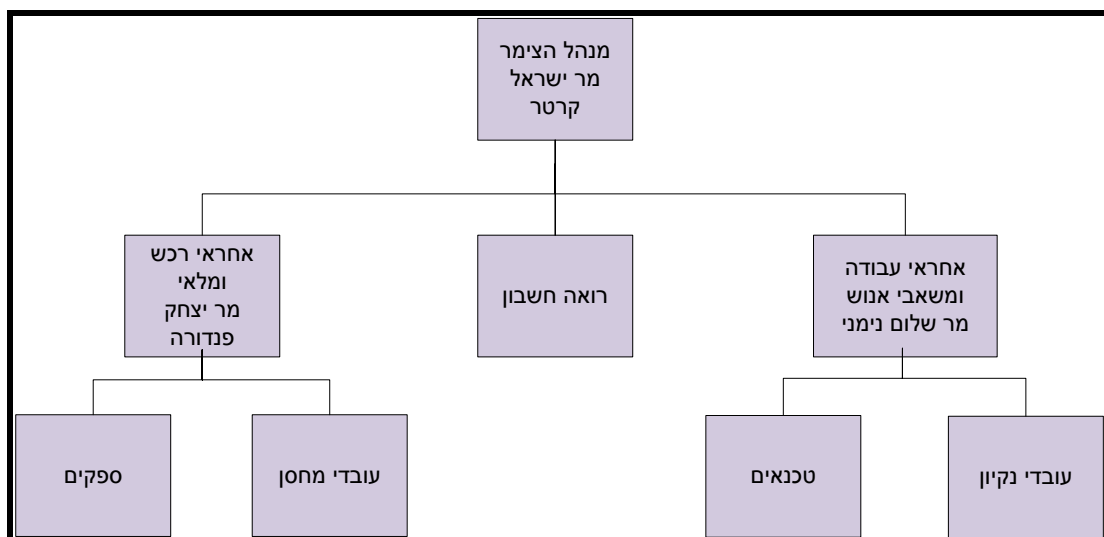 מנהל הצימר
מר ישראל
קרטר
אחראי עבודה
ומשאבי אנוש
מר שלום נימני
רואה חשבון
אחראי רכש
ומלאי
מר יצחק
פנדורה
עובדי נקיון
טכנאים
עובדי מחסן
ספקים